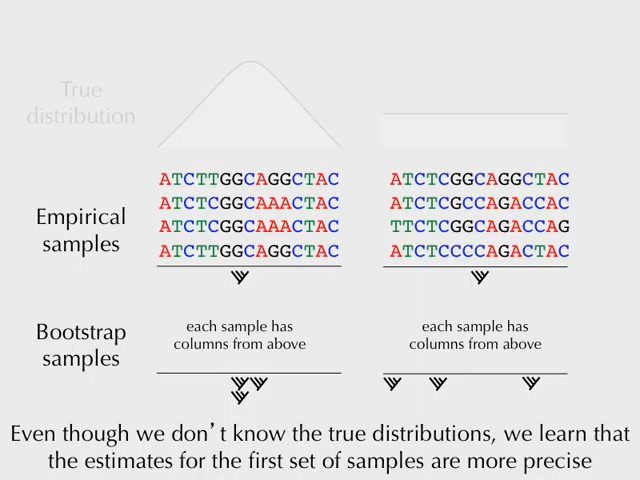 True
distribution
Empirical
samples
ATCTTGGCAGGCTAC
ATCTCGGCAAACTAC
ATCTCGGCAAACTAC
ATCTTGGCAGGCTAC
ATCTCGGCAGGCTAC
ATCTCGCCAGACCAC
TTCTCGGCAGACCAG
ATCTCCCCAGACTAC
Bootstrap
samples
each sample has
columns from above
each sample has
columns from above
Even though we don’t know the true distributions, we learn that
the estimates for the first set of samples are more precise